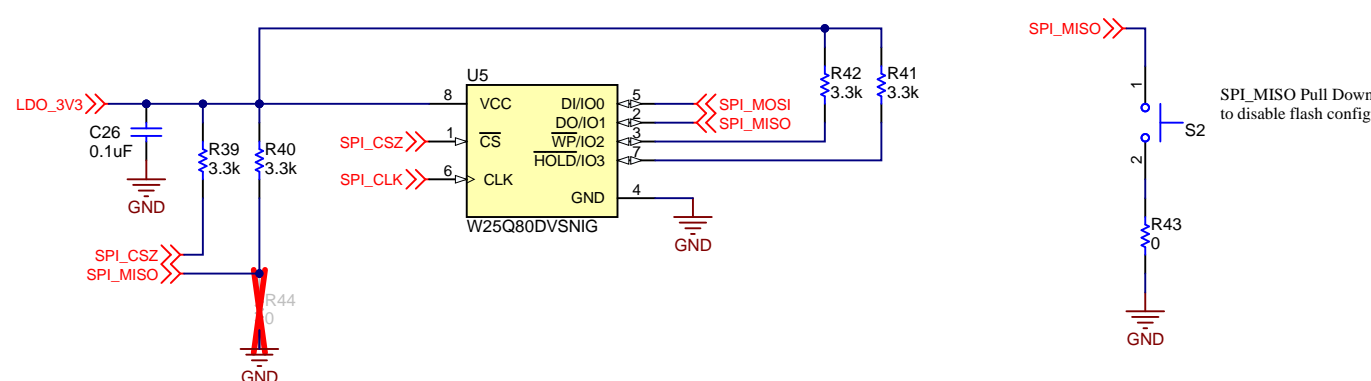 SPI_MISO
U5
R42
3.3k
R41
3.3k
LDO_3V3
C26
0.1uF
GND
R39
3.3k
R40
3.3k
8
VCC
DI/IO0
5
SPI_MOSI
DO/IO1
2
SPI_MISO
SPI_CSZ
1
CS
WP/IO2
3
HOLD/IO3
7
SPI_CLK
6
CLK
GND
4
W25Q80DVSNIG
GND
SPI_CSZ
SPI_MISO
R44
0
GND
1
S2
2
SPI_MISO Pull Down
to disable flash config
R43
0
GND